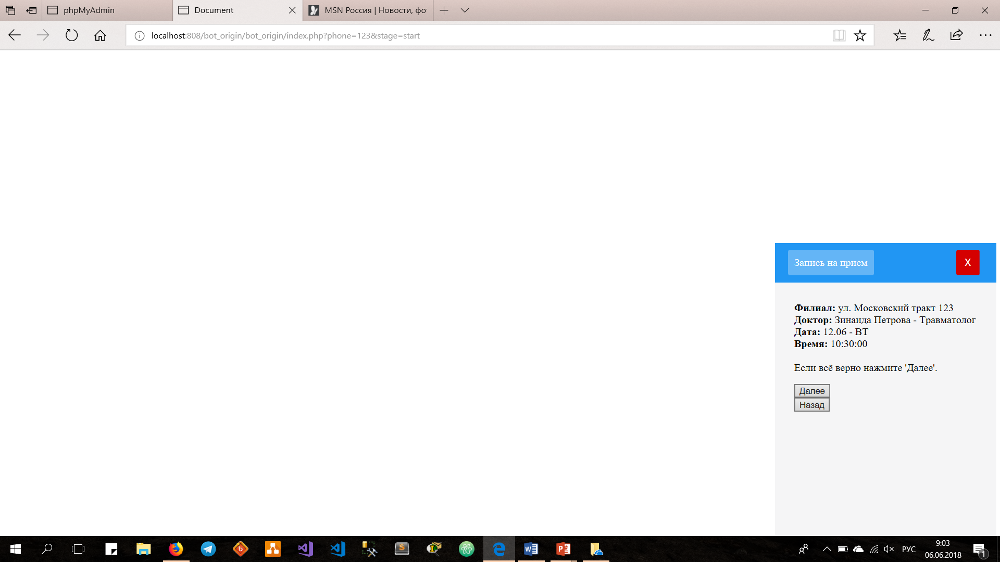 phpMyAdmin
Document
MSN Россия | Новости, фо
localhost:808/bot_origin/bot_origin/index.php?phone=123&stage=start
Запись на прием
X
Филиал: ул. Московский тракт 123
Доктор: Зинаида Петрова - Травматолог
Дата: 12.06 - ВТ
Время: 10:30:00
Если всё верно нажмите 'Далее'.
Далее
Назад
РУС
9:03
06.06.2018
1